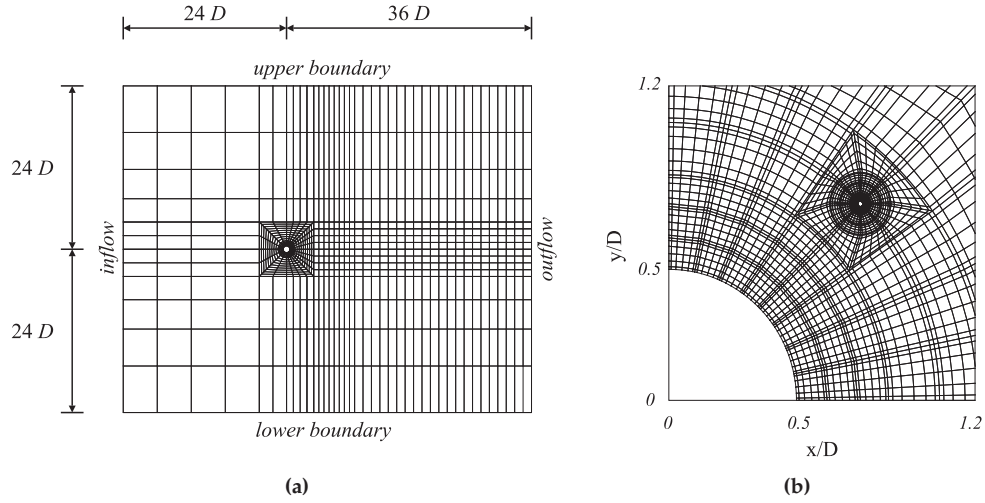 24 D
36 D
upper boundary
24 D
24 D
inflow
outflow
lower boundary
(a)
1.2
y/D
0.5
0
0
0.5
1.2
x/D
(b)